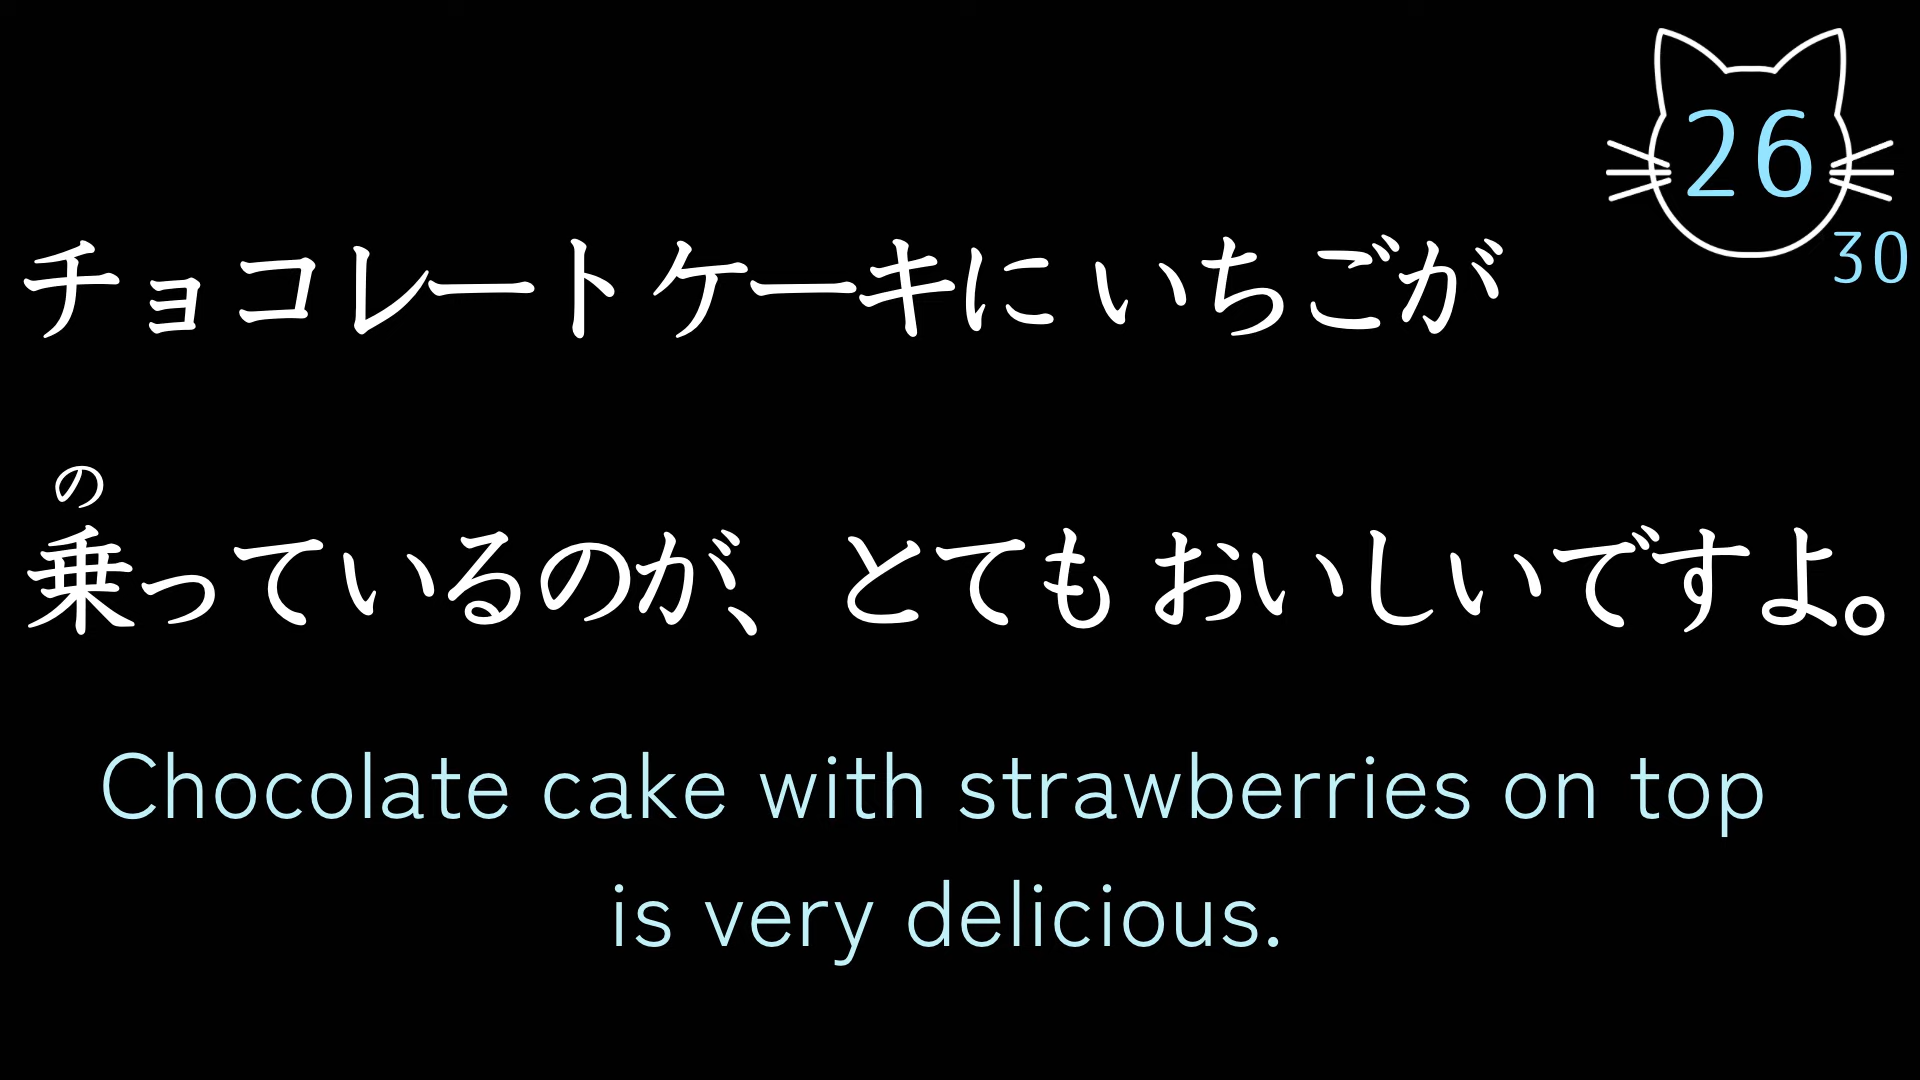 26
30
チョコレートケーキに いちごが
の
乗っているのが、とても おいしいですよ。
Chocolate cake with strawberries on top
is very delicious.